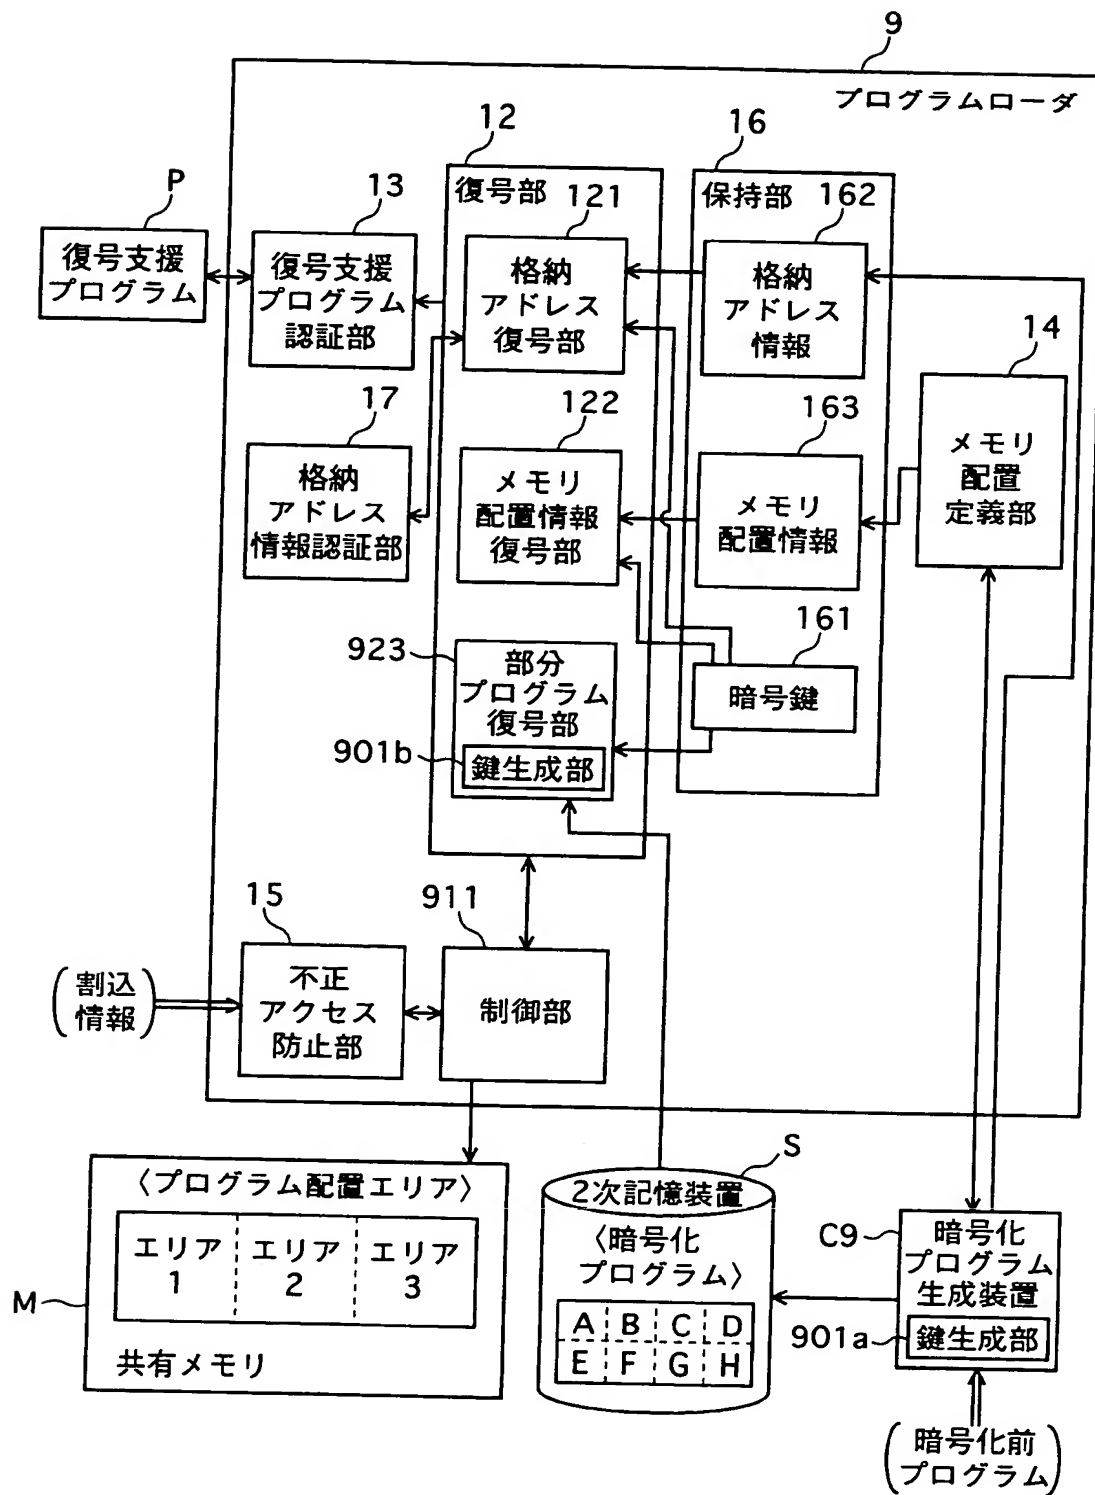 9
プログラムローダ
12
16
P
13
復号部
121
保持部
162
復号支援
プログラム
復号支援
プログラム
認証部
格納
アドレス
復号部
格納
アドレス
情報
14
17
122
163
格納
アドレス
情報認証部
メモリ
配置情報
復号部
メモリ
配置情報
メモリ
配置
定義部
923
部分
プログラム
復号部
161
暗号鍵
901b
鍵生成部
15
911
(割込
情報)
不正
アクセス
防止部
制御部
S
〈プログラム配置エリア〉
エリア
1
エリア
2
エリア
3
M
共有メモリ
2次記憶装置
〈暗号化
プログラム〉
A B C D
E F G H
C9
暗号化
プログラム
生成装置
901a
鍵生成部
(暗号化前
プログラム)